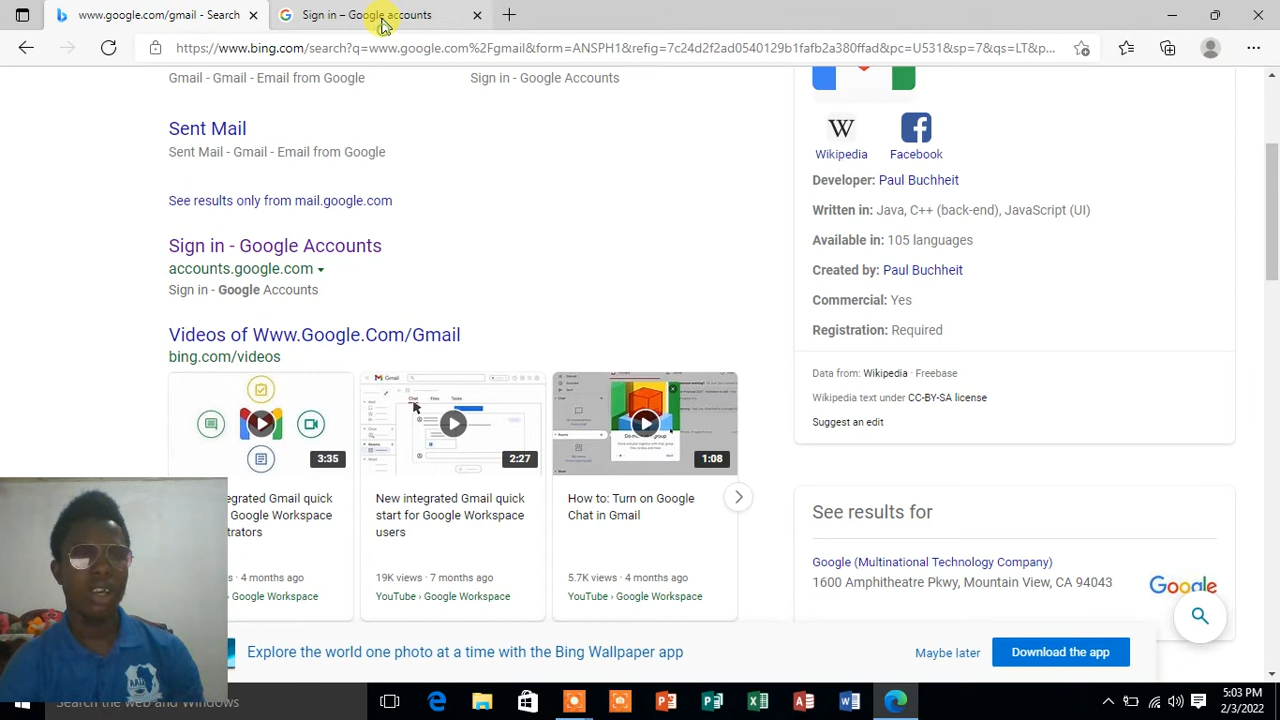 www.google.com/gmail - Search
Sign in – Google accounts
https://www.bing.com/search?q=www.google.com%2Fgmail&form=ANSPH1&refig=7c24d2f2ad0540129b1fafb2a380ffad&pc=U531&sp=7&qs=LT&p...
Gmail - Gmail - Email from Google
Sign in - Google Accounts
Sent Mail
Sent Mail - Gmail - Email from Google
See results only from mail.google.com
Sign in - Google Accounts
accounts.google.com
Sign in - Google Accounts
Videos of Www.Google.Com/Gmail
bing.com/videos
3:35
2:27
1:08
egrated Gmail quick
Google Workspace
trators
4 months ago
Google Workspace
Gmail
Chat Files Tasks
New integrated Gmail quick
start for Google Workspace
users
19K views · 7 months ago
YouTube › Google Workspace
How to: Turn on Google
Chat in Gmail
5.7K views · 4 months ago
YouTube › Google Workspace
W
Wikipedia
Facebook
Developer: Paul Buchheit
Written in: Java, C++ (back-end), JavaScript (UI)
Available in: 105 languages
Created by: Paul Buchheit
Commercial: Yes
Registration: Required
Data from: Wikipedia · Freebase
Wikipedia text under CC-BY-SA license
Suggest an edit
See results for
Google (Multinational Technology Company)
1600 Amphitheatre Pkwy, Mountain View, CA 94043
Google
Explore the world one photo at a time with the Bing Wallpaper app
Maybe later
Download the app
Search the web and Windows
5:03 PM
2/3/2022